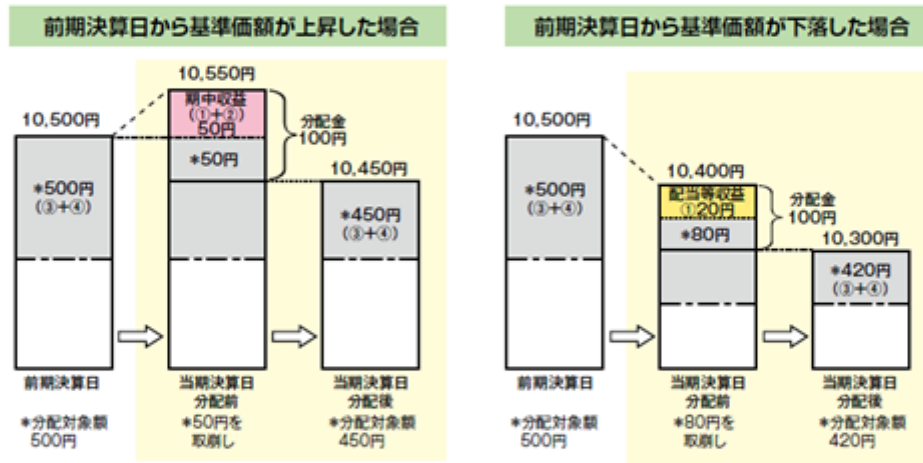 前期決算日から基準価額が上昇した場合
10,550円
10,500円
期中収益
(①+②)
50円
*50円
分配金
100円
10,450円
*500円
(③+④)
*450円
(③+④)
前期決算日
当期決算日
分配前
当期決算日
分配後
*分配対象額
500円
*50円を
取崩し
*分配対象額
450円
前期決算日から基準価額が下落した場合
10,500円
10,400円
配当等収益
①20円
*80円
分配金
100円
10,300円
*500円
(③+④)
*420円
(③+④)
前期決算日
当期決算日
分配前
当期決算日
分配後
*分配対象額
500円
*80円を
取崩し
*分配対象額
420円